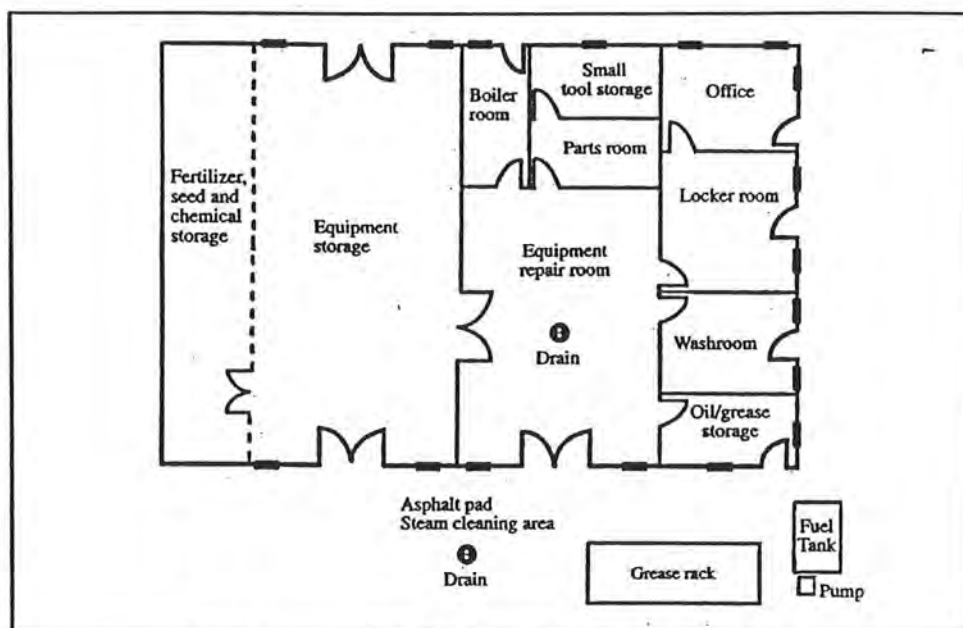 Small
tool storage
Boiler
room
Office
Parts room
Fertilizer,
seed and
chemical
storage
Locker room
Equipment
storage
Equipment
repair room
Drain
Washroom
Oil/grease
storage
Asphalt pad
Steam cleaning area
Drain
Grease rack
Fuel
Tank
Pump